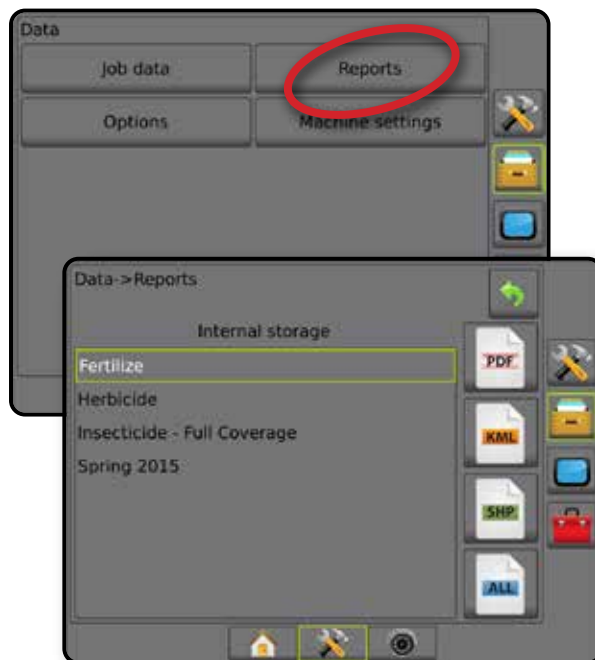 Data
Job data
Reports
Options
Machine settings
Data->Reports
Internal storage
Fertilize
Herbicide
Insecticide - Full Coverage
Spring 2015
PDF
KML
SHP
ALL